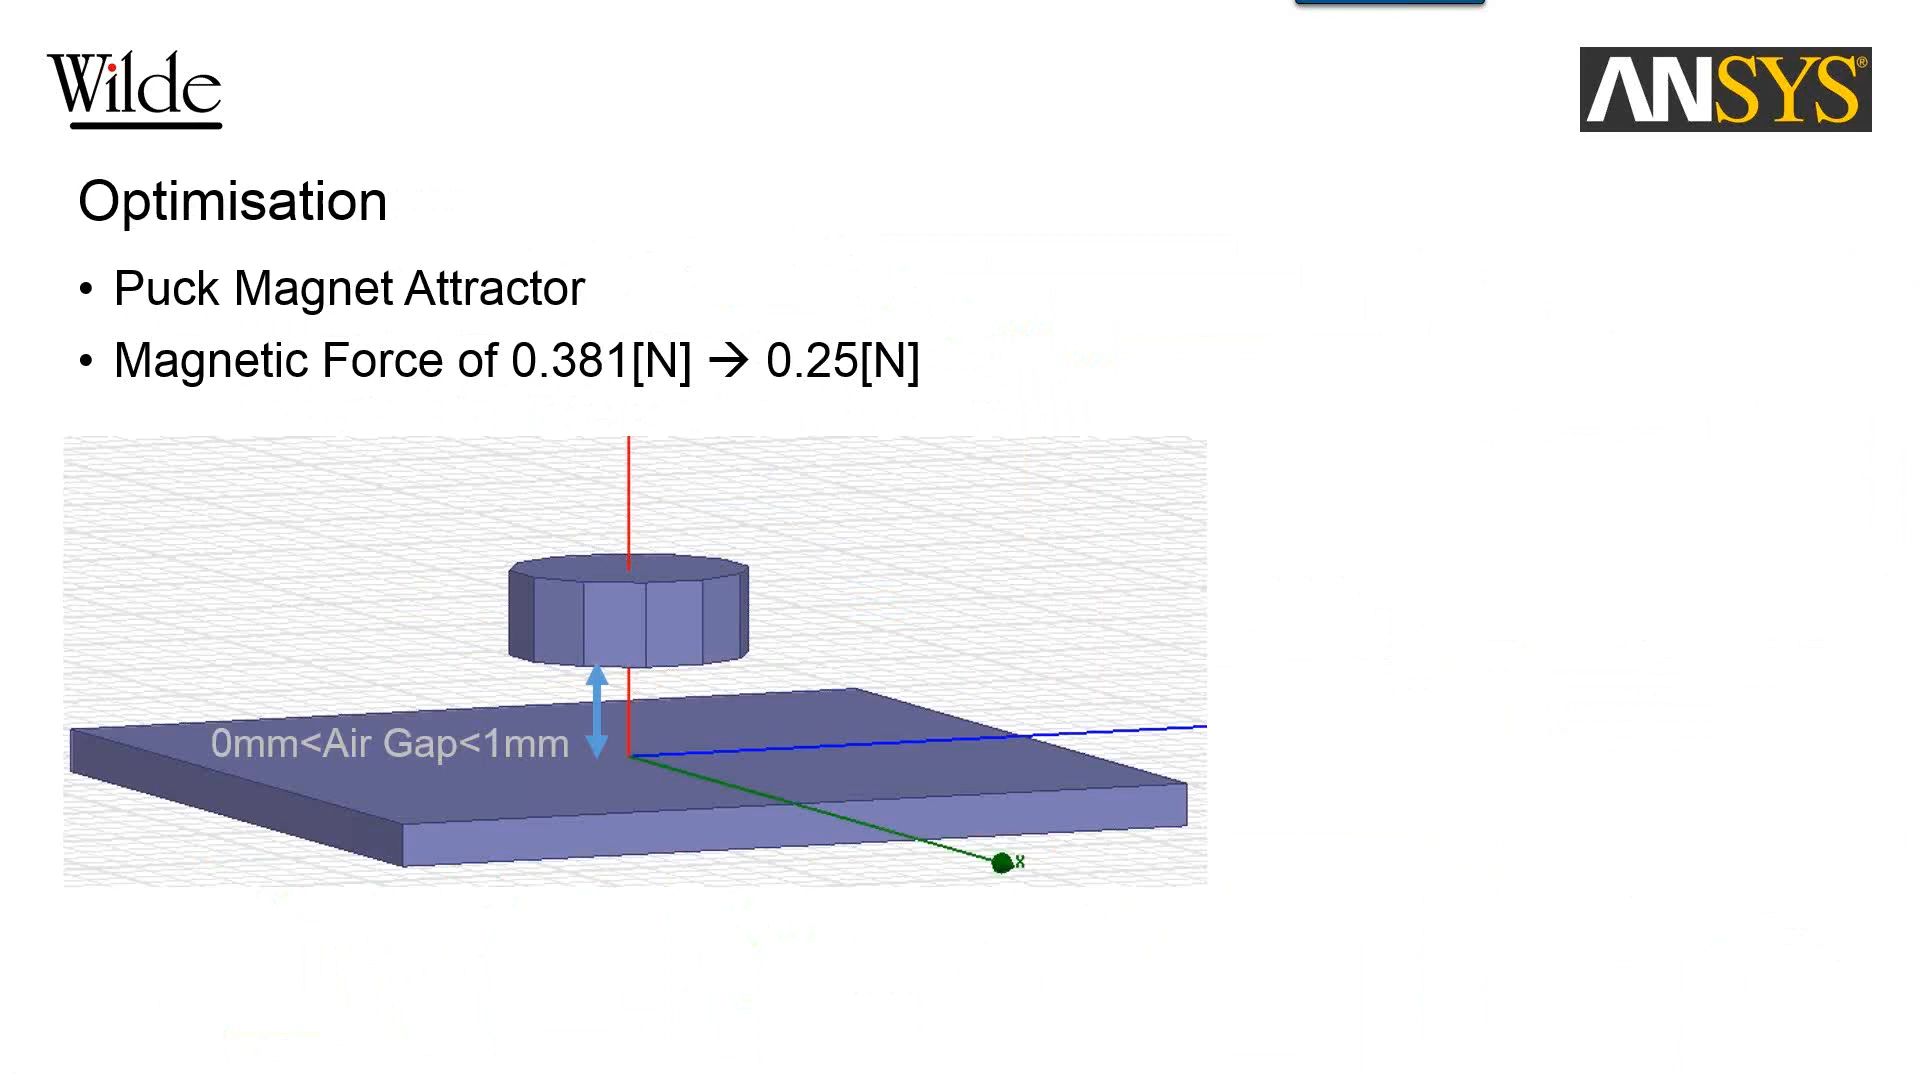 Wilde
ANSYS®
Optimisation
• Puck Magnet Attractor
• Magnetic Force of 0.381[N] → 0.25[N]
0mm<Air Gap<1mm
x